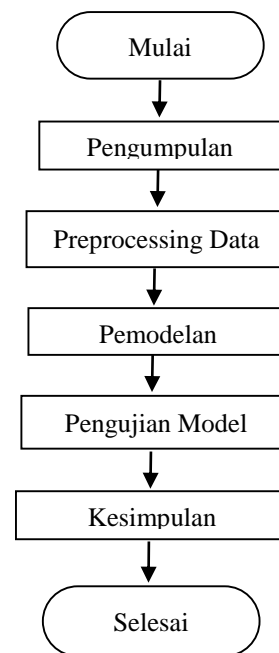 Mulai
Pengumpulan
Preprocessing Data
Pemodelan
Pengujian Model
Kesimpulan
Selesai